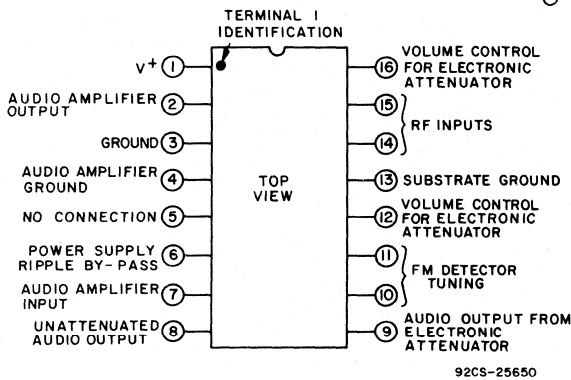 TERMINAL 1
IDENTIFICATION
V+ 1
AUDIO AMPLIFIER
OUTPUT 2
GROUND 3
AUDIO AMPLIFIER
GROUND 4
NO CONNECTION 5
POWER SUPPLY
RIPPLE BY-PASS 6
AUDIO AMPLIFIER
INPUT 7
UNATTENUATED
AUDIO OUTPUT 8
TOP
VIEW
16 VOLUME CONTROL
FOR ELECTRONIC
ATTENUATOR
15
14
RF INPUTS
13 SUBSTRATE GROUND
12 VOLUME CONTROL
FOR ELECTRONIC
ATTENUATOR
11
10
FM DETECTOR
TUNING
9 AUDIO OUTPUT FROM
ELECTRONIC
ATTENUATOR
92CS-25650